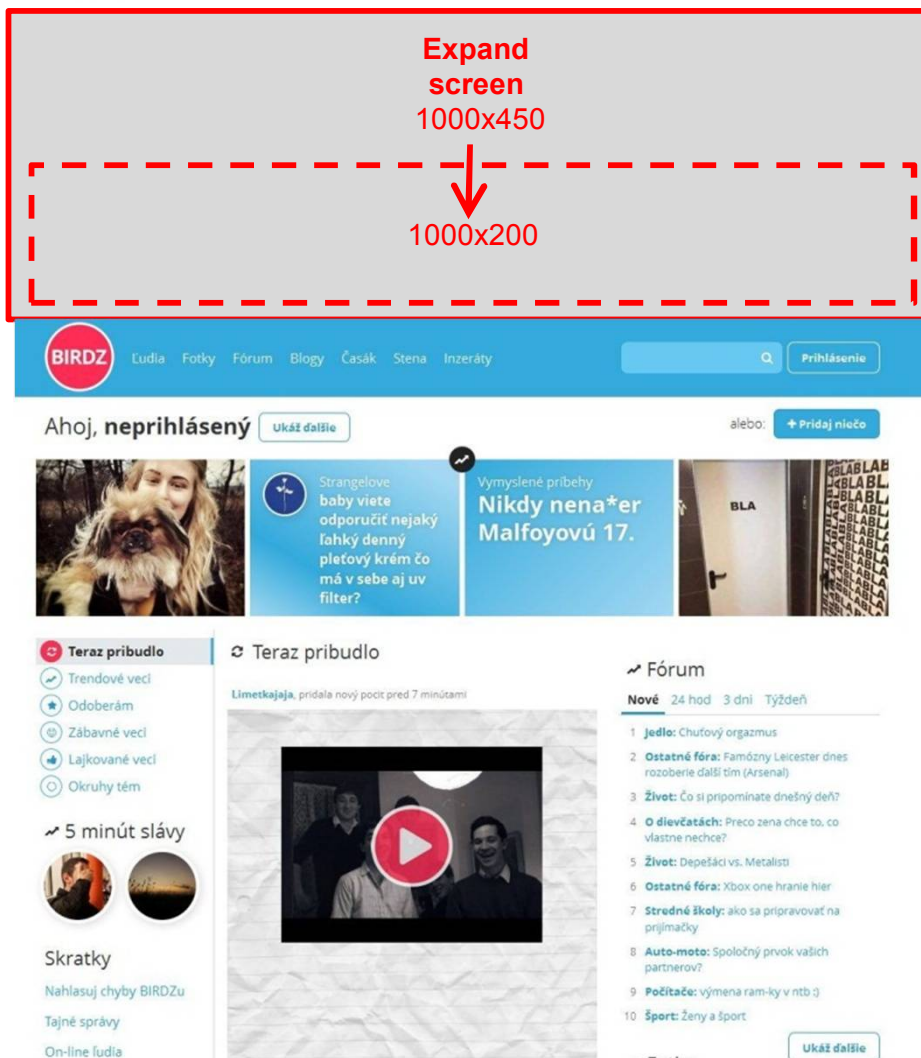 Expand
screen
1000x450
1000x200
BIRDZ
Ľudia Fotky Fórum Blogy Časák Stena Inzeráty
Prihlásenie
Ahoj, neprihlásený
Ukáž ďalšie
alebo:
+ Pridaj niečo
Strangelove
baby viete
odporučiť nejaký
ľahký denný
pleťový krém čo
má v sebe aj uv
filter?
Vymyslené príbehy
Nikdy nena*er
Malfoyovú 17.
BLA
Teraz pribudlo
Trendové veci
Odoberám
Zábavné veci
Lajkované veci
Okruhy tém
5 minút slávy
Skratky
Nahlasuj chyby BIRDZu
Tajné správy
On-line ľudia
Teraz pribudlo
Limetkajaja, pridala nový pocit pred 7 minútami
Fórum
Nové 24 hod 3 dni Týždeň
1 Jedlo: Chuťový orgazmus
2 Ostatné fóra: Famózny Leicester dnes
rozoberie ďalší tím (Arsenal)
3 Život: Čo si pripomínate dnešný deň?
4 O dievčatách: Preco zena chce to, co
vlastne nechce?
5 Život: Depešáci vs. Metalisti
6 Ostatné fóra: Xbox one hranie hier
7 Stredné školy: ako sa pripravovať na
prijímačky
8 Auto-moto: Spoločný prvok vašich
partnerov?
9 Počítače: výmena ram-ky v ntb :)
10 Šport: Ženy a šport
Ukáž ďalšie